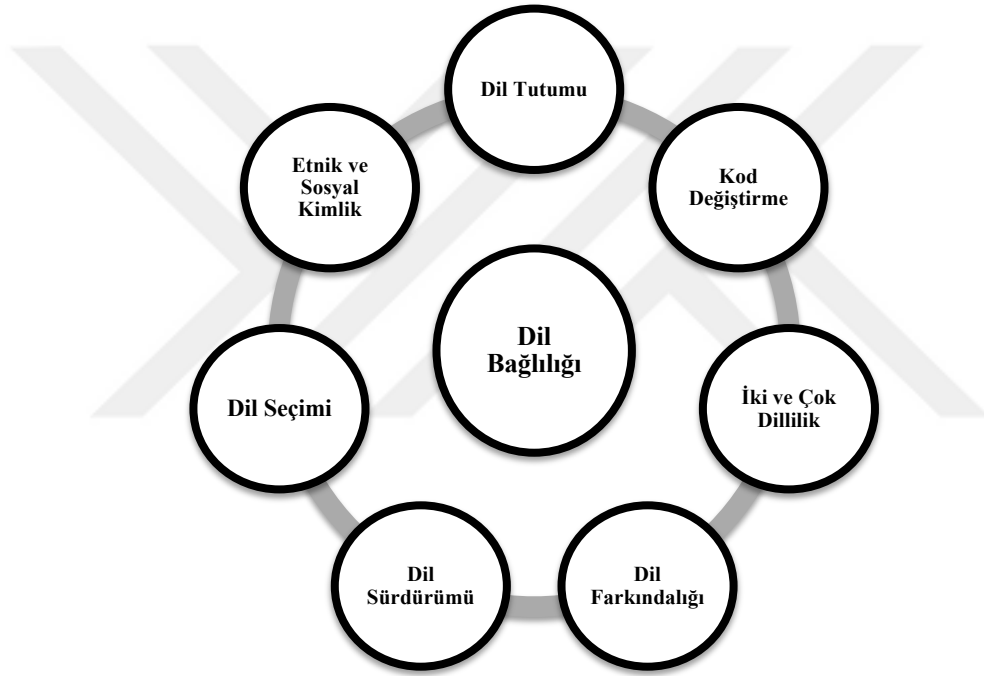 Dil Tutumu
Kod
Değiştirme
İki ve Çok
Dillilik
Dil
Farkındalığı
Dil
Sürdürümü
Dil Seçimi
Etnik ve
Sosyal
Kimlik
Dil
Bağlılığı